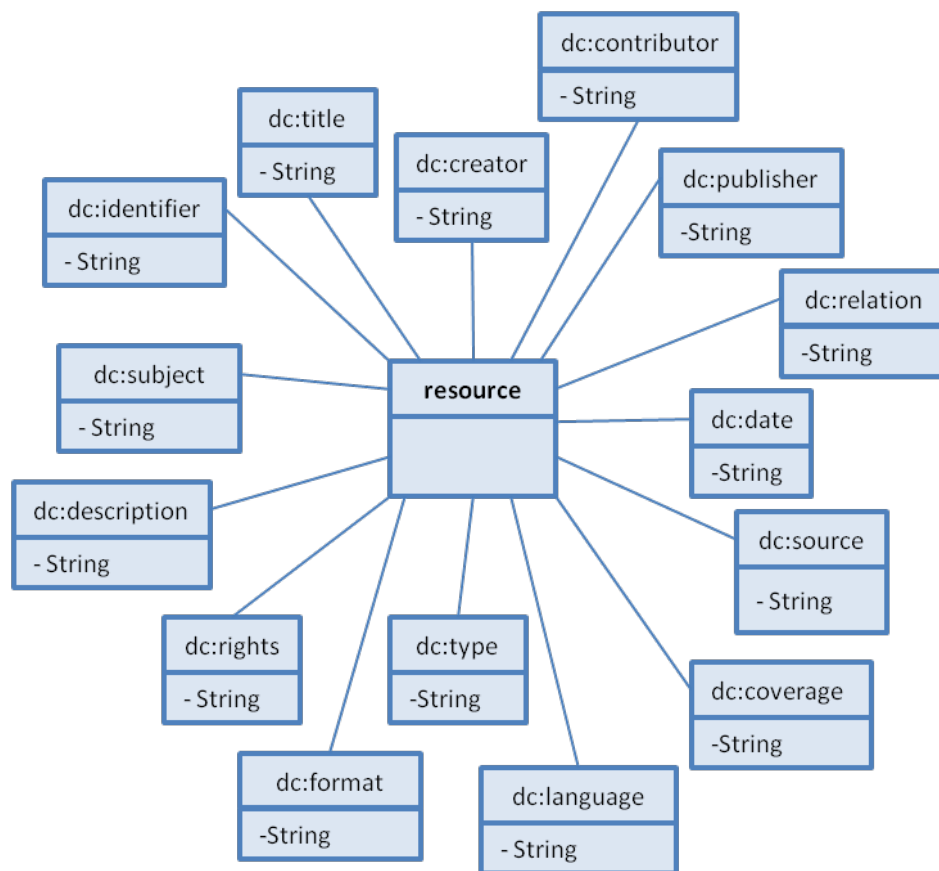 dc:contributor
- String
dc:title
- String
dc:creator
- String
dc:publisher
-String
dc:identifier
- String
dc:relation
-String
dc:subject
- String
resource
dc:date
-String
dc:description
- String
dc:source
- String
dc:rights
- String
dc:type
-String
dc:coverage
-String
dc:format
-String
dc:language
- String